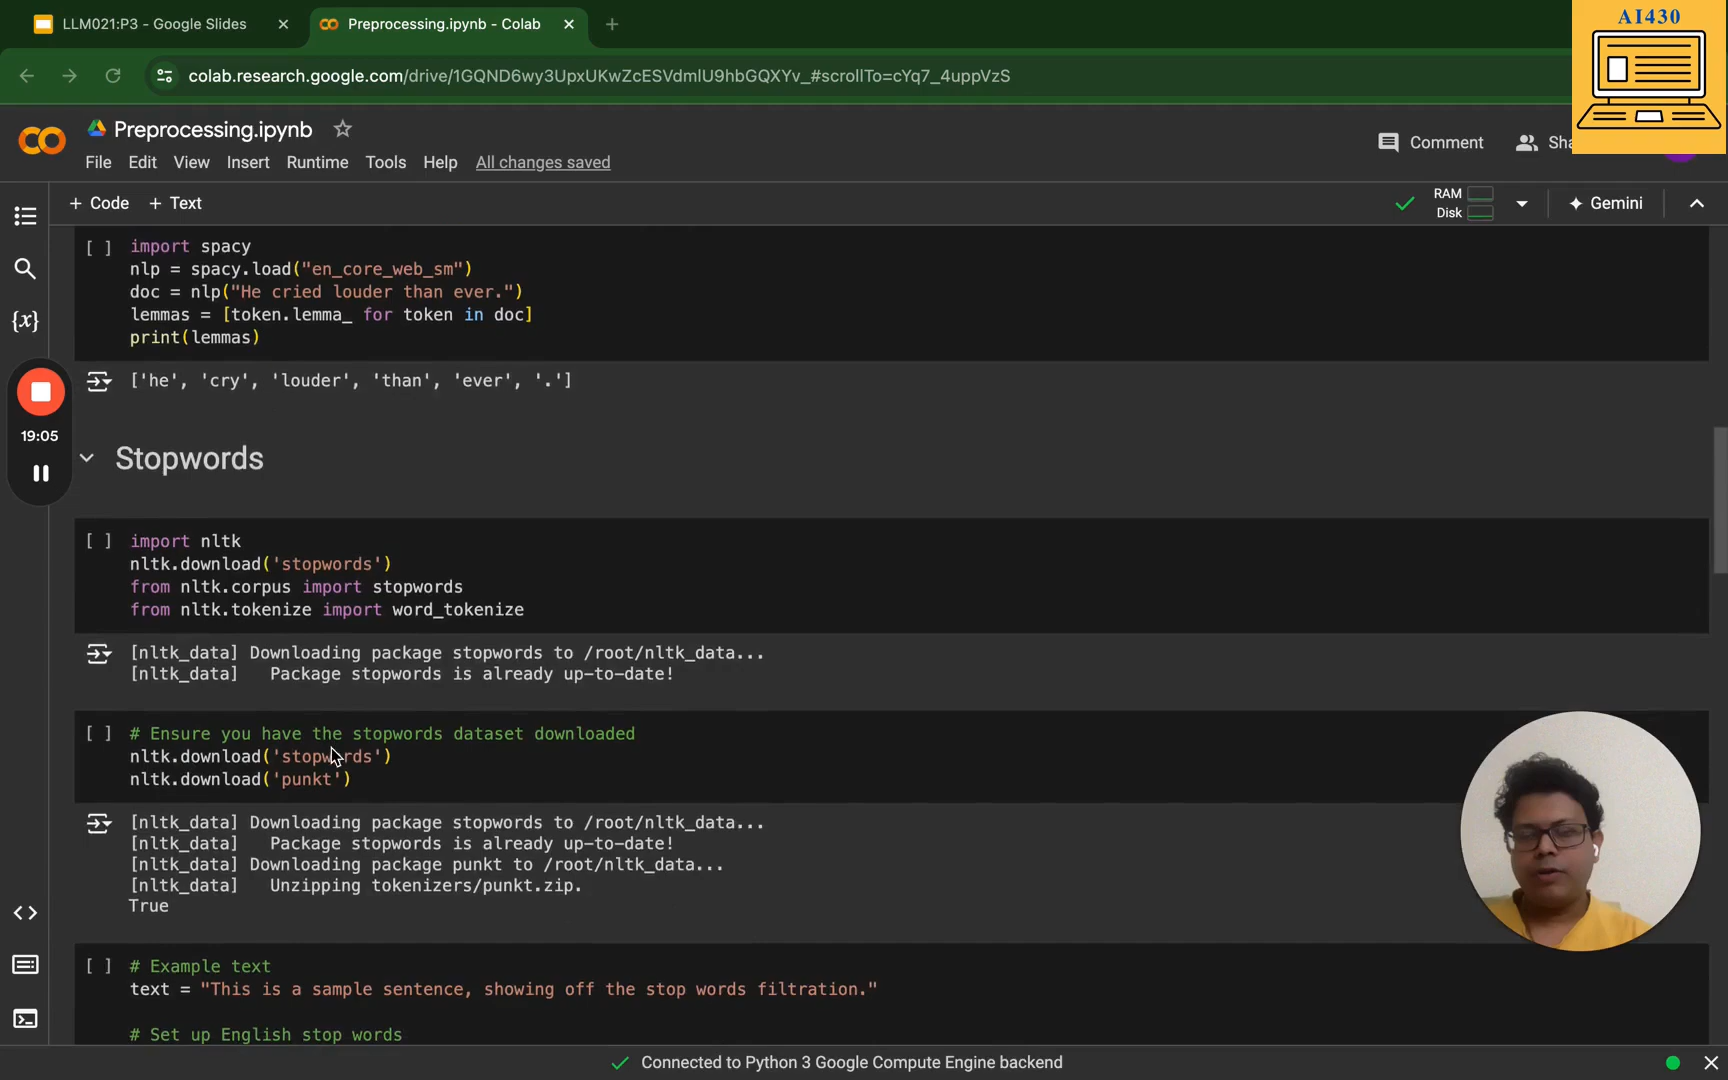 LLM021:P3 - Google Slides
Preprocessing.ipynb - Colab
AI430
colab.research.google.com/drive/1GQND6wy3UpxUKwZcESVdmlU9hbGQXYv_#scrollTo=cYq7_4uppVzS
Preprocessing.ipynb
File Edit View Insert Runtime Tools Help All changes saved
Comment
+ Code + Text
RAM
Disk
Gemini
[ ] import spacy
nlp = spacy.load("en_core_web_sm")
doc = nlp("He cried louder than ever.")
lemmas = [token.lemma_ for token in doc]
print(lemmas)
['he', 'cry', 'louder', 'than', 'ever', '.']
{x}
19:05
Stopwords
[ ] import nltk
nltk.download('stopwords')
from nltk.corpus import stopwords
from nltk.tokenize import word_tokenize
[nltk_data] Downloading package stopwords to /root/nltk_data...
[nltk_data]   Package stopwords is already up-to-date!
[ ] # Ensure you have the stopwords dataset downloaded
nltk.download('stopwords')
nltk.download('punkt')
[nltk_data] Downloading package stopwords to /root/nltk_data...
[nltk_data]   Package stopwords is already up-to-date!
[nltk_data] Downloading package punkt to /root/nltk_data...
[nltk_data]   Unzipping tokenizers/punkt.zip.
True
[ ] # Example text
text = "This is a sample sentence, showing off the stop words filtration."
# Set up English stop words
Connected to Python 3 Google Compute Engine backend